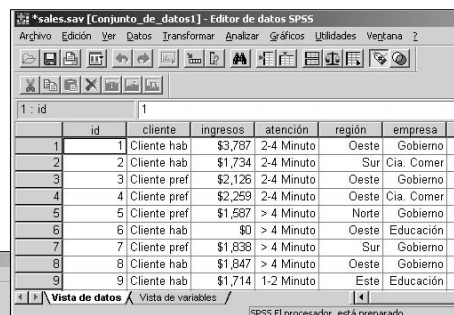 *sales.sav [Conjunto_de_datos1] - Editor de datos SPSS
Archivo Edición Ver Datos Transformar Analizar Gráficos Utilidades Ventana ?
1 : id 1
id cliente ingresos atención región empresa
1 1 Cliente hab $3,787 2-4 Minuto Oeste Gobierno
2 2 Cliente hab $1,734 2-4 Minuto Sur Cia. Comer
3 3 Cliente pref $2,126 2-4 Minuto Oeste Gobierno
4 4 Cliente pref $2,259 2-4 Minuto Oeste Cia. Comer
5 5 Cliente pref $1,587 > 4 Minuto Norte Gobierno
6 6 Cliente hab $0 > 4 Minuto Oeste Educación
7 7 Cliente pref $1,838 > 4 Minuto Sur Gobierno
8 8 Cliente hab $1,847 > 4 Minuto Oeste Gobierno
9 9 Cliente hab $1,714 1-2 Minuto Este Educación
Vista de datos Vista de variables
SPSS El procesador está preparado